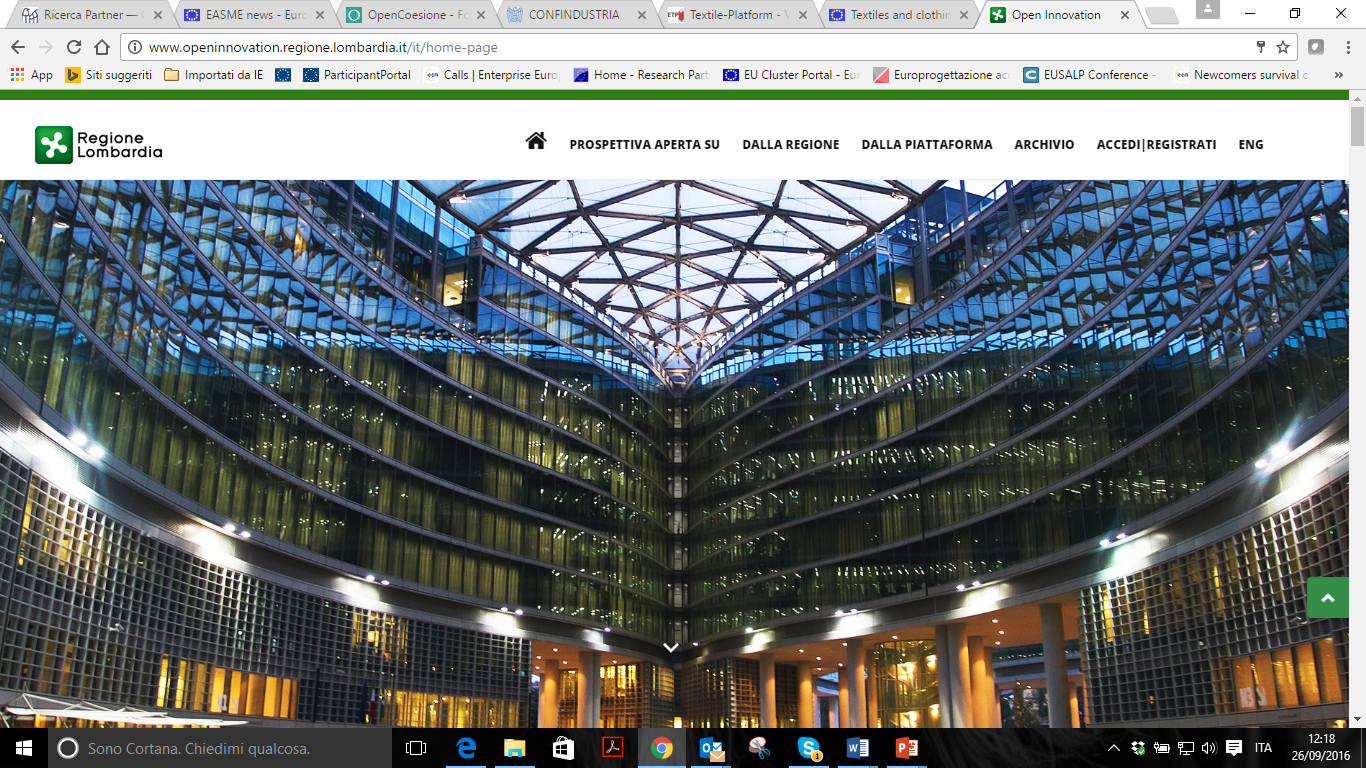 Ricerca Partner —
EASME news - Euro
OpenCoesione - Fo
CONFINDUSTRIA
Textile-Platform - V
Textiles and clothin
Open Innovation
www.openinnovation.regione.lombardia.it/it/home-page
App
Siti suggeriti
Importati da IE
ParticipantPortal
Calls | Enterprise Euro
Home - Research Part
EU Cluster Portal - Eur
Europrogettazione acc
EUSALP Conference -
Newcomers survival c
»
Regione
Lombardia
PROSPETTIVA APERTA SU
DALLA REGIONE
DALLA PIATTAFORMA
ARCHIVIO
ACCEDI|REGISTRATI
ENG
Sono Cortana. Chiedimi qualcosa.
1
ITA
12:18
26/09/2016